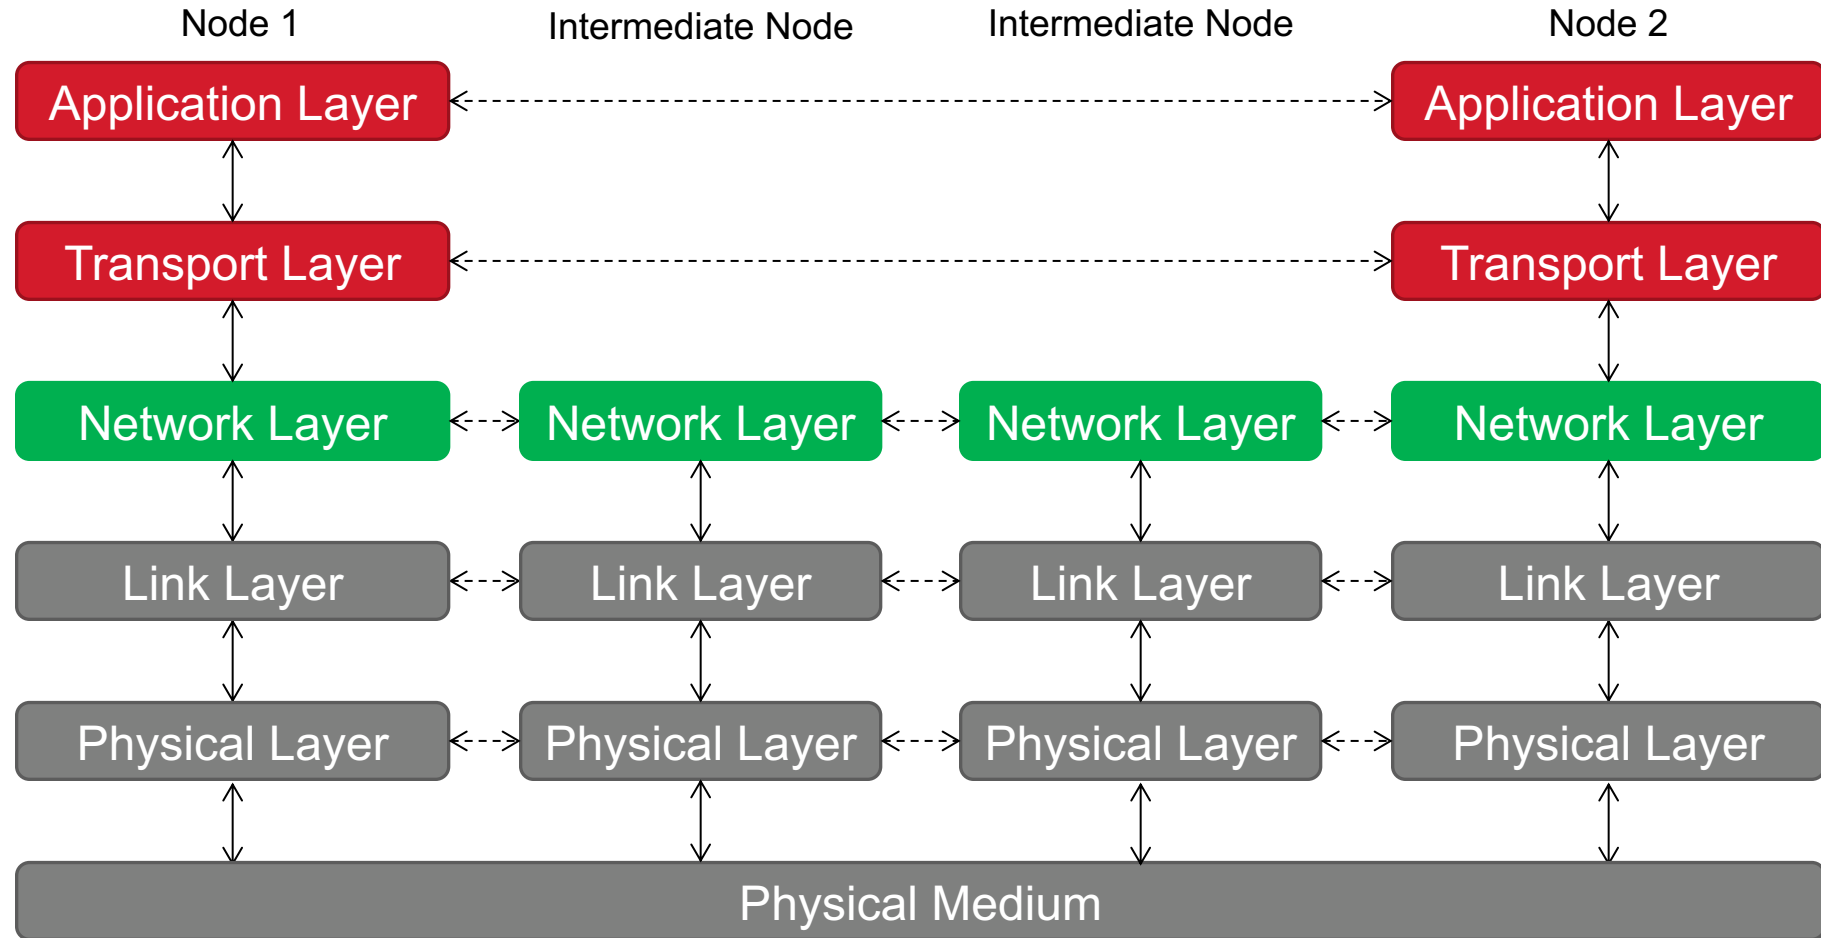 Node 1
Intermediate Node
Intermediate Node
Node 2
Application Layer
Application Layer
Transport Layer
Transport Layer
Network Layer
Network Layer
Network Layer
Network Layer
Link Layer
Link Layer
Link Layer
Link Layer
Physical Layer
Physical Layer
Physical Layer
Physical Layer
Physical Medium